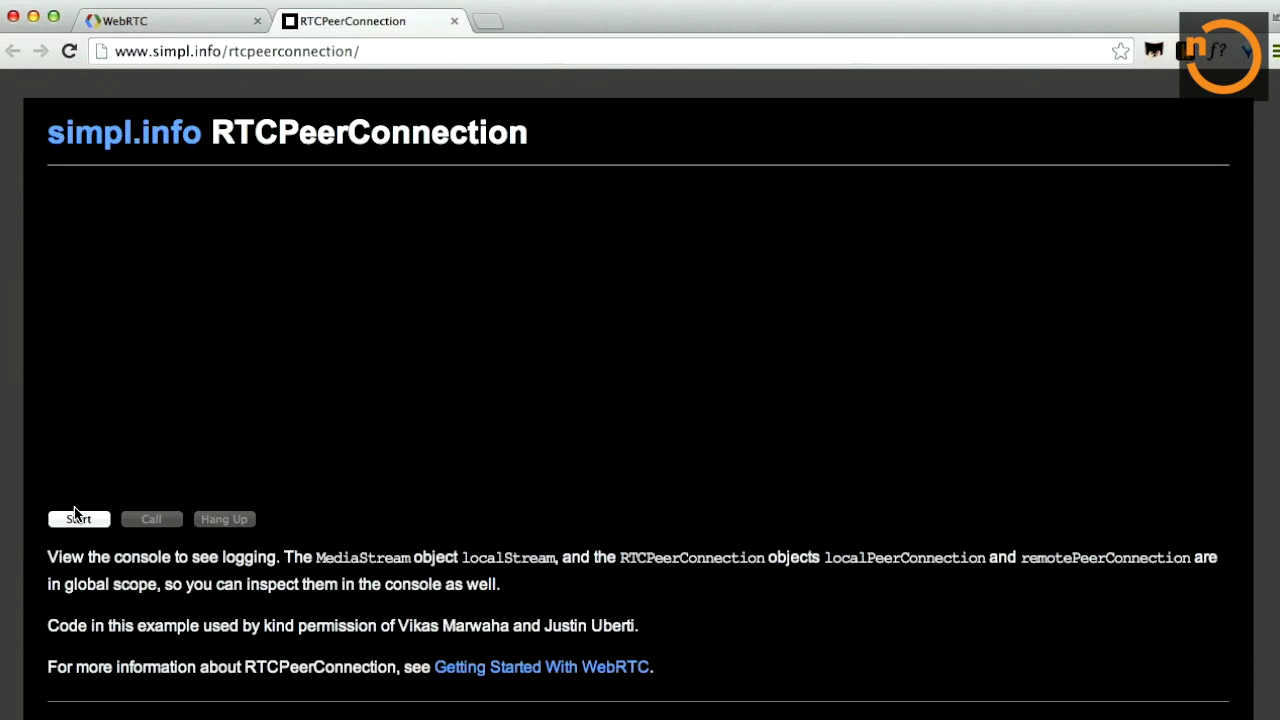 WebRTC
RTCPeerConnection
www.simpl.info/rtcpeerconnection/
f?
n
simpl.info RTCPeerConnection
Start
Call
Hang Up
View the console to see logging. The MediaStream object localStream, and the RTCPeerConnection objects localPeerConnection and remotePeerConnection are
in global scope, so you can inspect them in the console as well.
Code in this example used by kind permission of Vikas Marwaha and Justin Uberti.
For more information about RTCPeerConnection, see Getting Started With WebRTC.